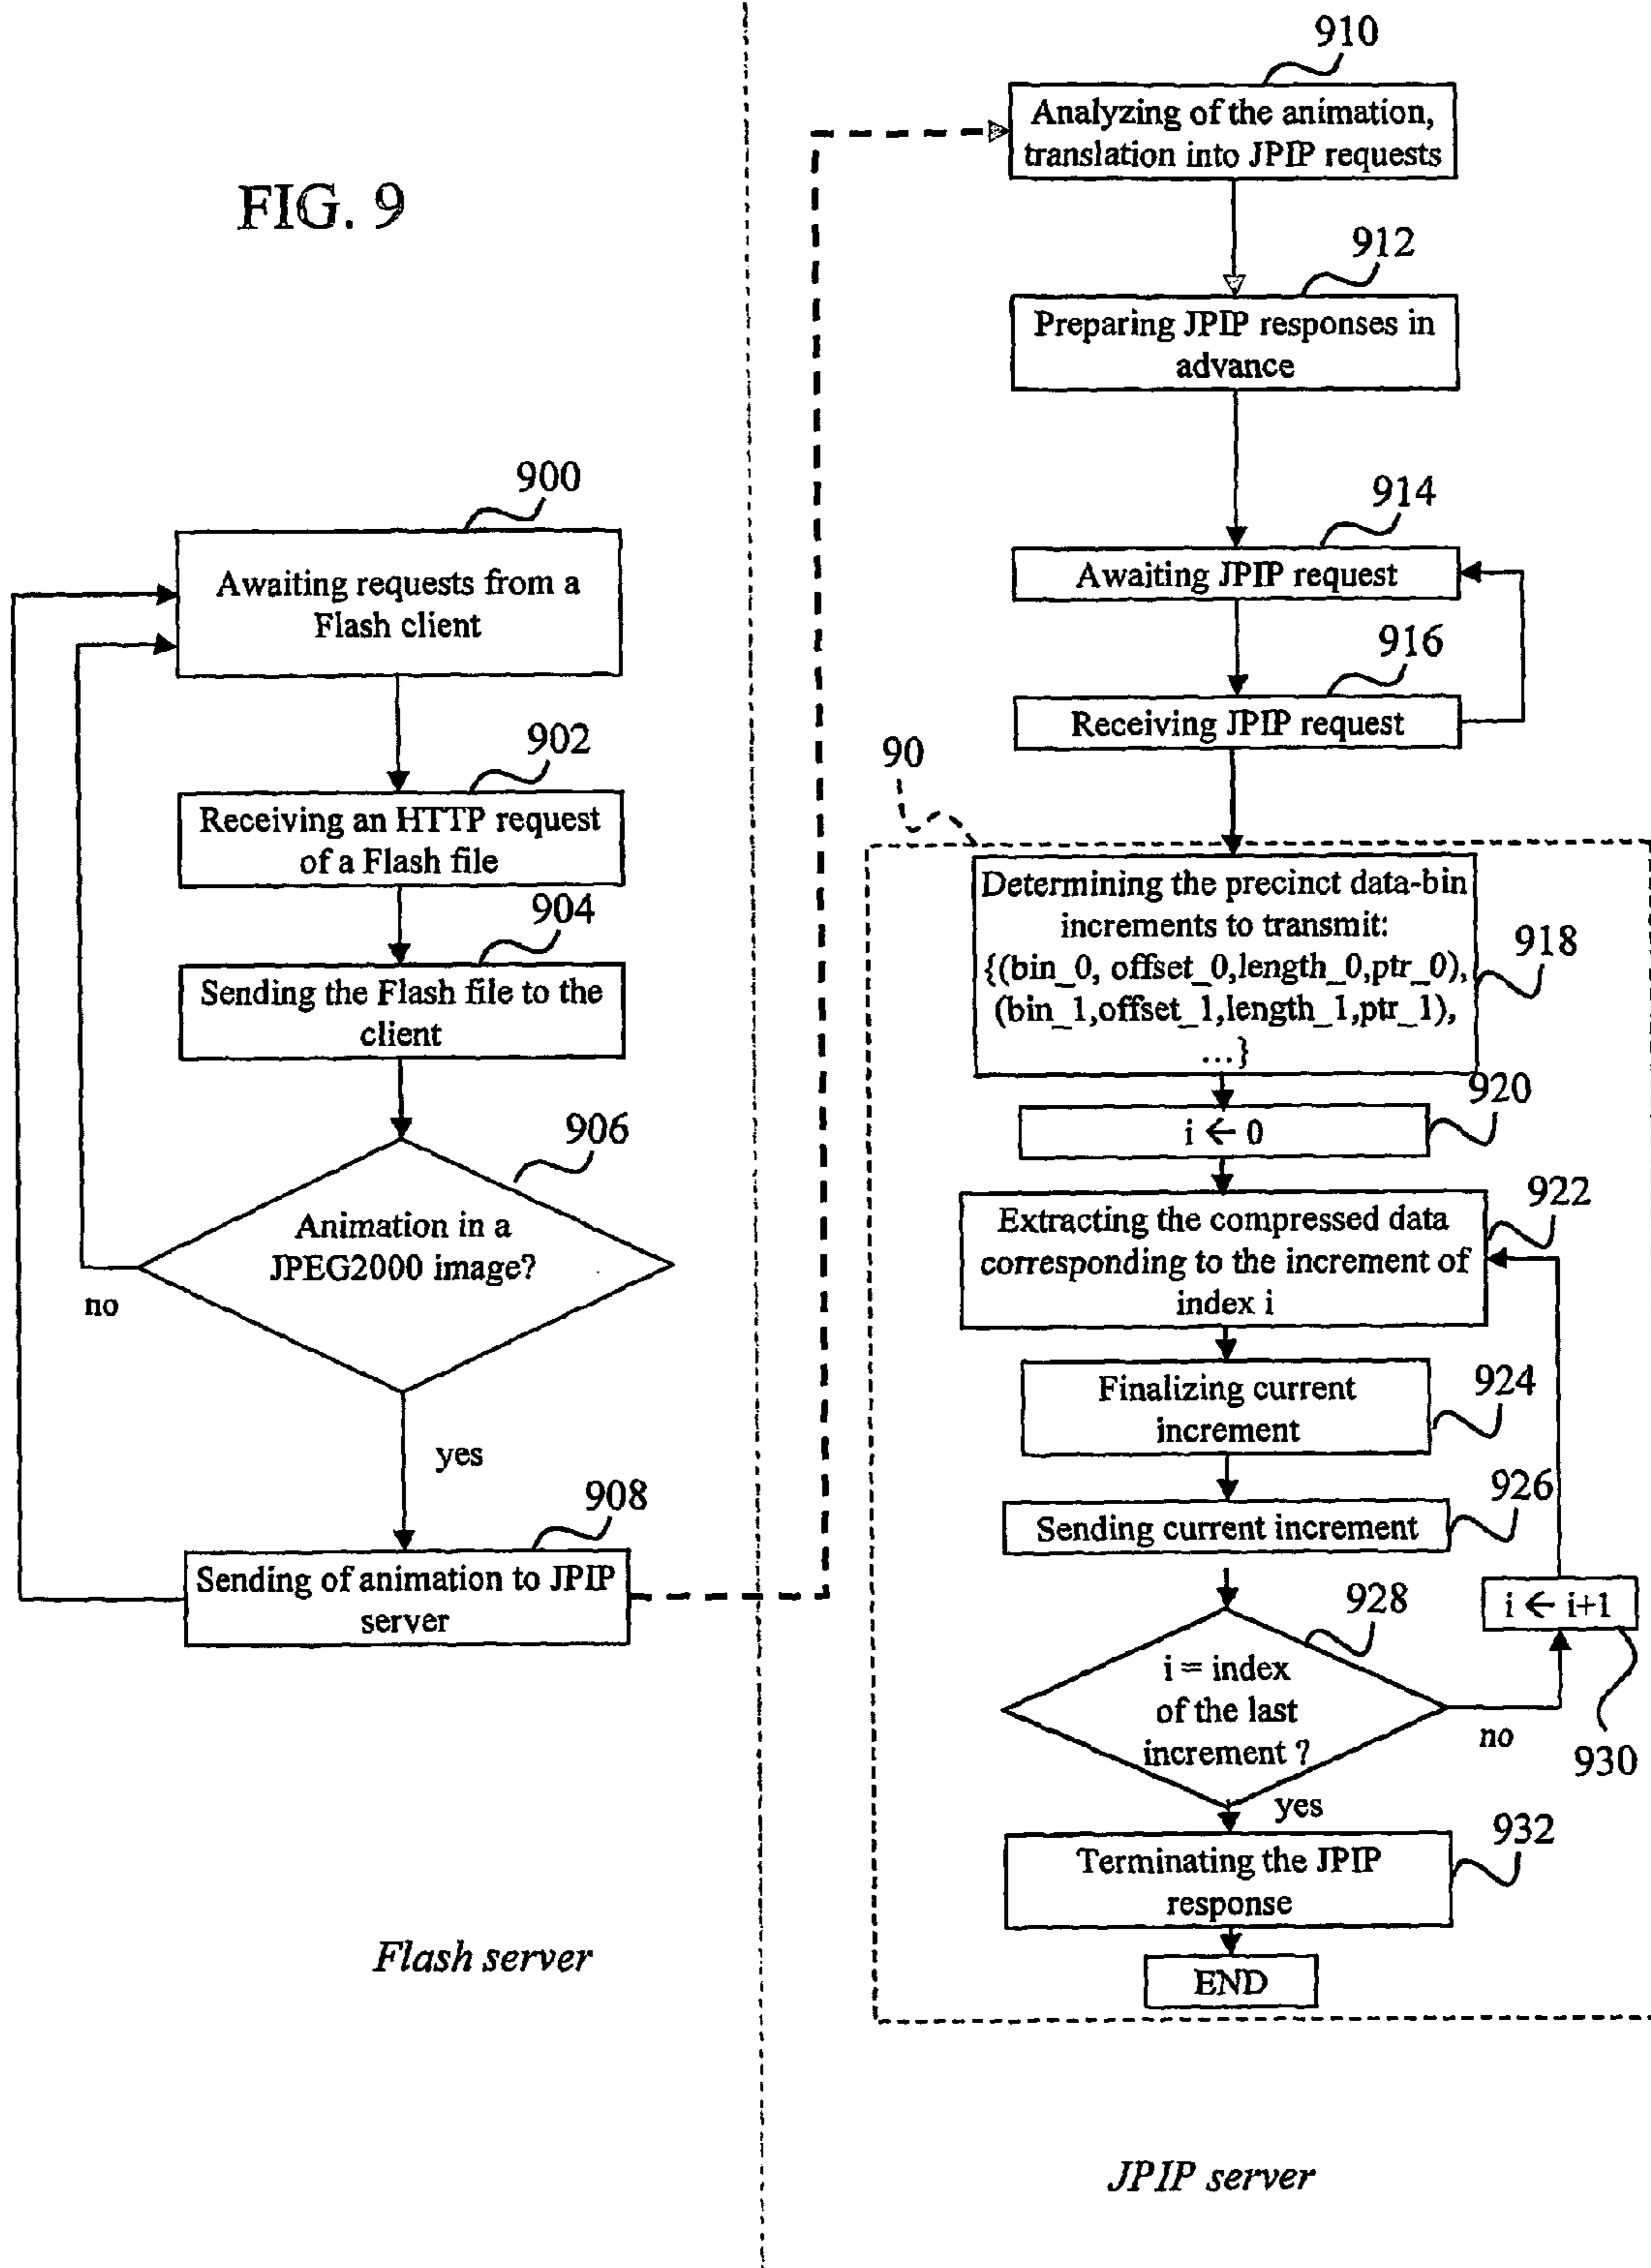 FIG. 9
900
Awaiting requests from a
Flash client
902
Receiving an HTTP request
of a Flash file
904
Sending the Flash file to the
client
906
Animation in a
JPEG2000 image?
no
yes
908
Sending of animation to JPIP
server
Flash server
910
Analyzing of the animation,
translation into JPIP requests
912
Preparing JPIP responses in
advance
914
Awaiting JPIP request
916
Receiving JPIP request
90
Determining the precinct data-bin
increments to transmit:
{(bin_0, offset_0,length_0,ptr_0),
(bin_1,offset_1,length_1,ptr_1),
...}
918
920
i ← 0
922
Extracting the compressed data
corresponding to the increment of
index i
924
Finalizing current
increment
926
Sending current increment
928
i = index
of the last
increment ?
no
i ← i+1
930
yes
932
Terminating the JPIP
response
END
JPIP server